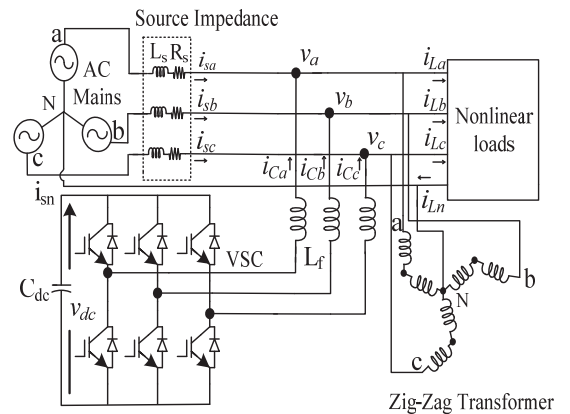 Source Impedance
a
Ls Rs
isa
va
iLa
AC
Mains
N
isb
vb
iLb
Nonlinear
loads
b
isc
vc
iLc
c
iCa
iCb
iCc
isn
iLn
a
VSC
Lf
Cdc
vdc
N
b
c
Zig-Zag Transformer